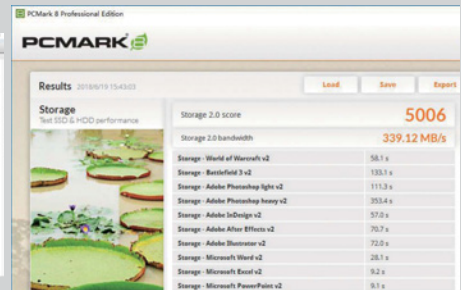 PCMark 8 Professional Edition
PCMARK 8
Results 2018/6/19 15:43:03
Load Save Export
Storage
Test SSD & HDD performance
Storage 2.0 score 5006
Storage 2.0 bandwidth 339.12 MB/s
Storage - World of Warcraft v2 58.1 s
Storage - Battlefield 3 v2 133.1 s
Storage - Adobe Photoshop light v2 111.3 s
Storage - Adobe Photoshop heavy v2 353.4 s
Storage - Adobe InDesign v2 57.0 s
Storage - Adobe After Effects v2 70.7 s
Storage - Adobe Illustrator v2 72.0 s
Storage - Microsoft Word v2 28.1 s
Storage - Microsoft Excel v2 9.2 s
Storage - Microsoft PowerPoint v2 9.1 s